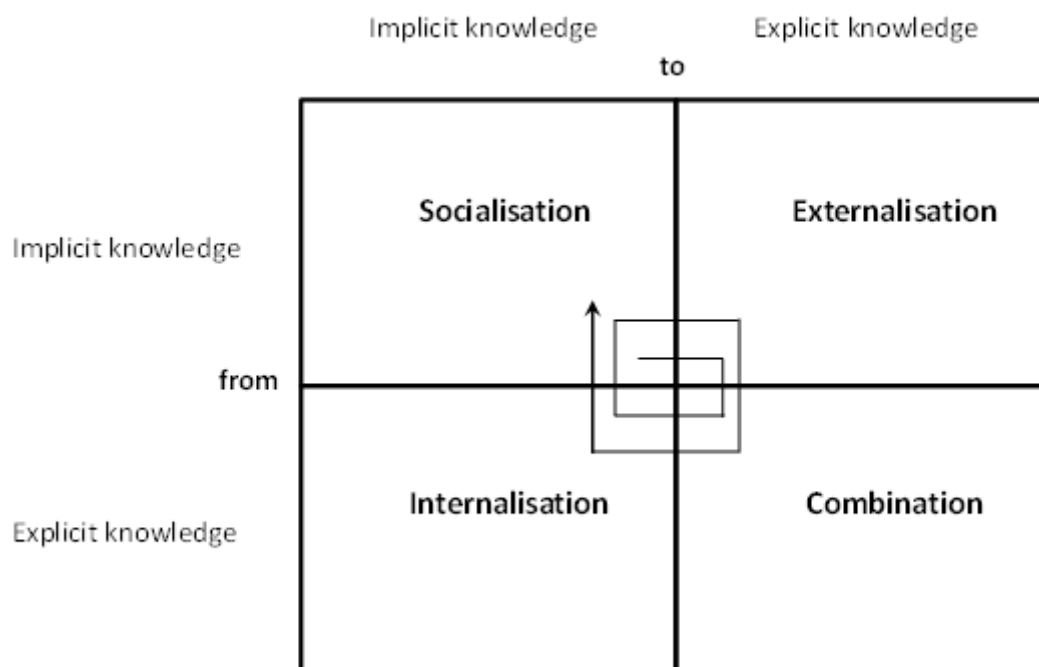 Implicit knowledge Explicit knowledge
to
Socialisation Externalisation
Implicit knowledge
from
Internalisation Combination
Explicit knowledge